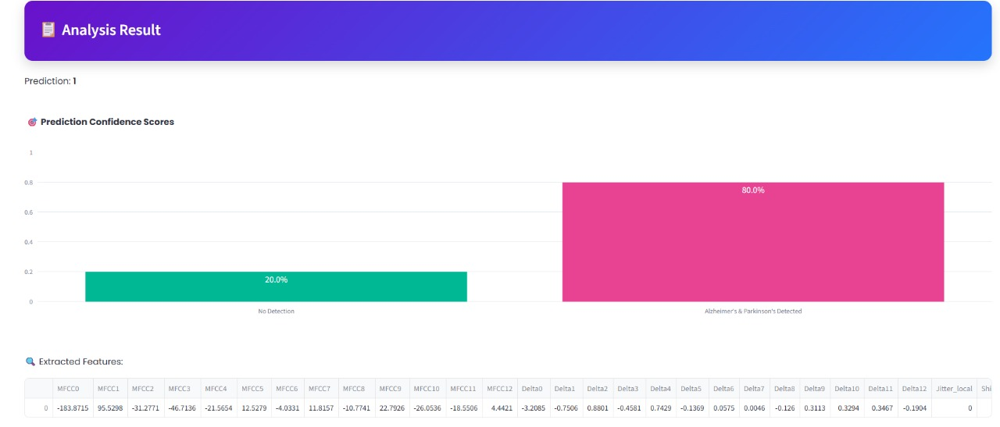 📋 Analysis Result
Prediction: 1
🎯 Prediction Confidence Scores
1
0.8
80.0%
0.6
0.4
0.2
20.0%
0
No Detection Alzheimer's & Parkinson's Detected
🔍 Extracted Features:
MFCC0 MFCC1 MFCC2 MFCC3 MFCC4 MFCC5 MFCC6 MFCC7 MFCC8 MFCC9 MFCC10 MFCC11 MFCC12 Delta0 Delta1 Delta2 Delta3 Delta4 Delta5 Delta6 Delta7 Delta8 Delta9 Delta10 Delta11 Delta12 Jitter_local Shi
0 -183.8715 95.5298 -31.2771 -46.7136 -21.5654 12.5279 -4.0331 11.8157 -10.7741 22.7926 -26.0536 -18.5506 4.4421 -3.2085 -0.7506 0.8801 -0.4581 0.7429 -0.1369 0.0575 0.0046 -0.126 0.3113 0.3294 0.3467 -0.1904 0